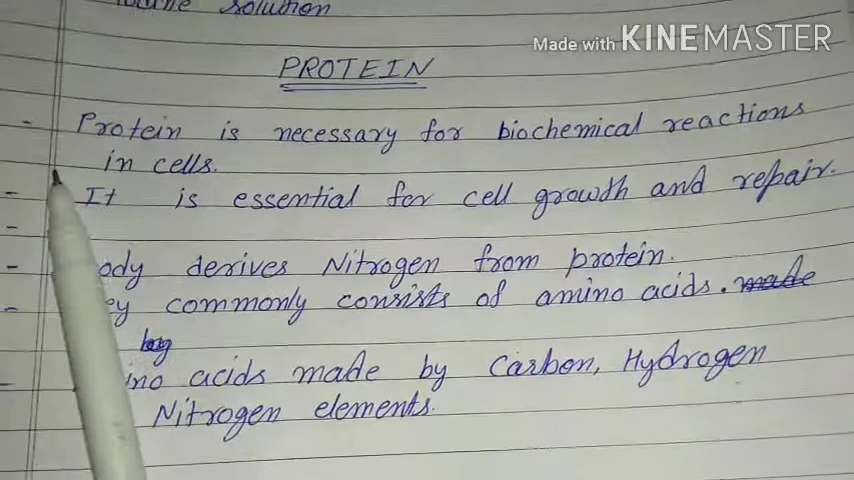 solution
Made with KINEMASTER
PROTEIN
- Protein is necessary for biochemical reactions
in cells.
- It is essential for cell growth and repair.
-
- ody derives Nitrogen from protein.
- ey commonly consists of amino acids. made
by
- ino acids made by Carbon, Hydrogen
Nitrogen elements.